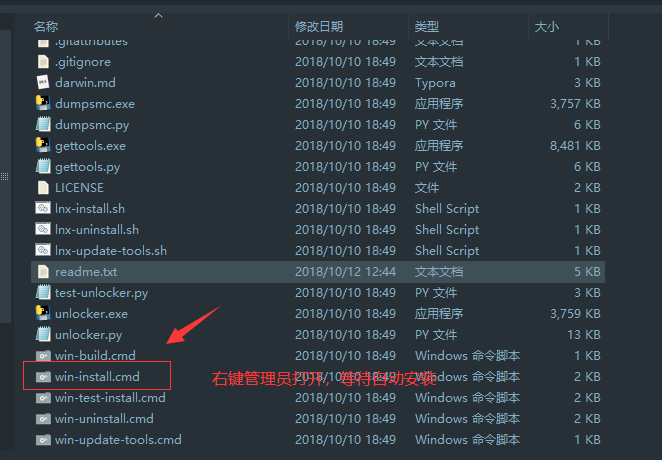 名称 修改日期 类型 大小
.gitattributes 2018/10/10 18:49 文本文档 1 KB
.gitignore 2018/10/10 18:49 文本文档 1 KB
darwin.md 2018/10/10 18:49 Typora 3 KB
dumpsmc.exe 2018/10/10 18:49 应用程序 3,757 KB
dumpsmc.py 2018/10/10 18:49 PY 文件 6 KB
gettools.exe 2018/10/10 18:49 应用程序 8,481 KB
gettools.py 2018/10/10 18:49 PY 文件 6 KB
LICENSE 2018/10/10 18:49 文件 2 KB
lnx-install.sh 2018/10/10 18:49 Shell Script 1 KB
lnx-uninstall.sh 2018/10/10 18:49 Shell Script 1 KB
lnx-update-tools.sh 2018/10/10 18:49 Shell Script 1 KB
readme.txt 2018/10/12 12:44 文本文档 5 KB
test-unlocker.py 2018/10/10 18:49 PY 文件 3 KB
unlocker.exe 2018/10/10 18:49 应用程序 3,759 KB
unlocker.py 2018/10/10 18:49 PY 文件 13 KB
win-build.cmd 2018/10/10 18:49 Windows 命令脚本 1 KB
win-install.cmd 2018/10/10 18:49 Windows 命令脚本 2 KB
右键管理员打开，等待自动安装
win-test-install.cmd 2018/10/10 18:49 Windows 命令脚本 2 KB
win-uninstall.cmd 2018/10/10 18:49 Windows 命令脚本 2 KB
win-update-tools.cmd 2018/10/10 18:49 Windows 命令脚本 2 KB